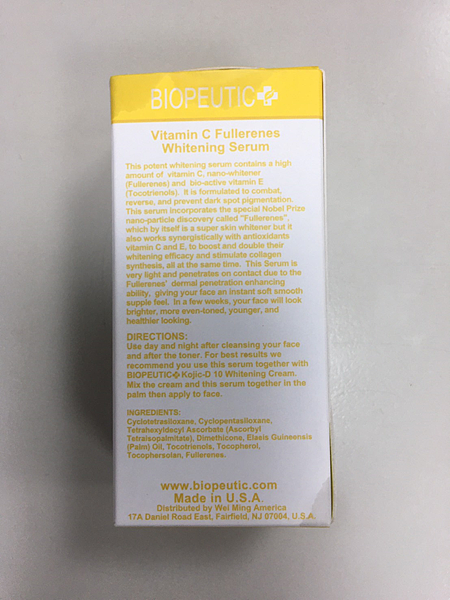 BIOPEUTIC
Vitamin C Fullerenes
Whitening Serum
This potent whitening serum contains a high
amount of vitamin C, nano-whitener
(Fullerenes) and bio-active vitamin E
(Tocotrienols). It is formulated to combat,
reverse, and prevent dark spot pigmentation.
This serum incorporates the special Nobel Prize
nano-particle discovery called "Fullerenes",
which by itself is a super skin whitener but it
also works synergistically with antioxidants
vitamin C and E, to boost and double their
whitening efficacy and stimulate collagen
synthesis, all at the same time. This Serum is
very light and penetrates on contact due to the
Fullerenes' dermal penetration enhancing
ability, giving your face an instant soft smooth
supple feel. In a few weeks, your face will look
brighter, more even-toned, younger, and
healthier looking.
DIRECTIONS:
Use day and night after cleansing your face
and after the toner. For best results we
recommend you use this serum together with
BIOPEUTIC Kojic-D 10 Whitening Cream.
Mix the cream and this serum together in the
palm then apply to face.
INGREDIENTS:
Cyclotetrasiloxane, Cyclopentasiloxane,
Tetrahexyldecyl Ascorbate (Ascorbyl
Tetraisopalmitate), Dimethicone, Elaeis Guineensis
(Palm) Oil, Tocotrienols, Tocopherol,
Tocophersolan, Fullerenes.
www.biopeutic.com
Made in U.S.A.
Distributed by Wei Ming America
17A Daniel Road East, Fairfield, NJ 07004, U.S.A.